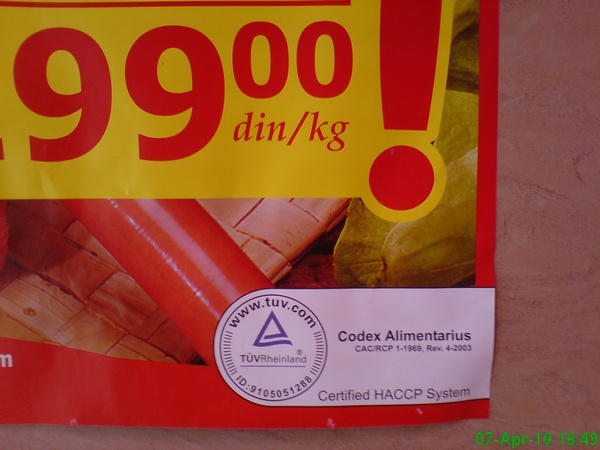 99 00
din/kg
!
www.tuv.com
TÜVRheinland®
ID:9105051288
Codex Alimentarius
CAC/RCP 1-1969, Rev. 4-2003
Certified HACCP System
m
07-Apr-10 16.49